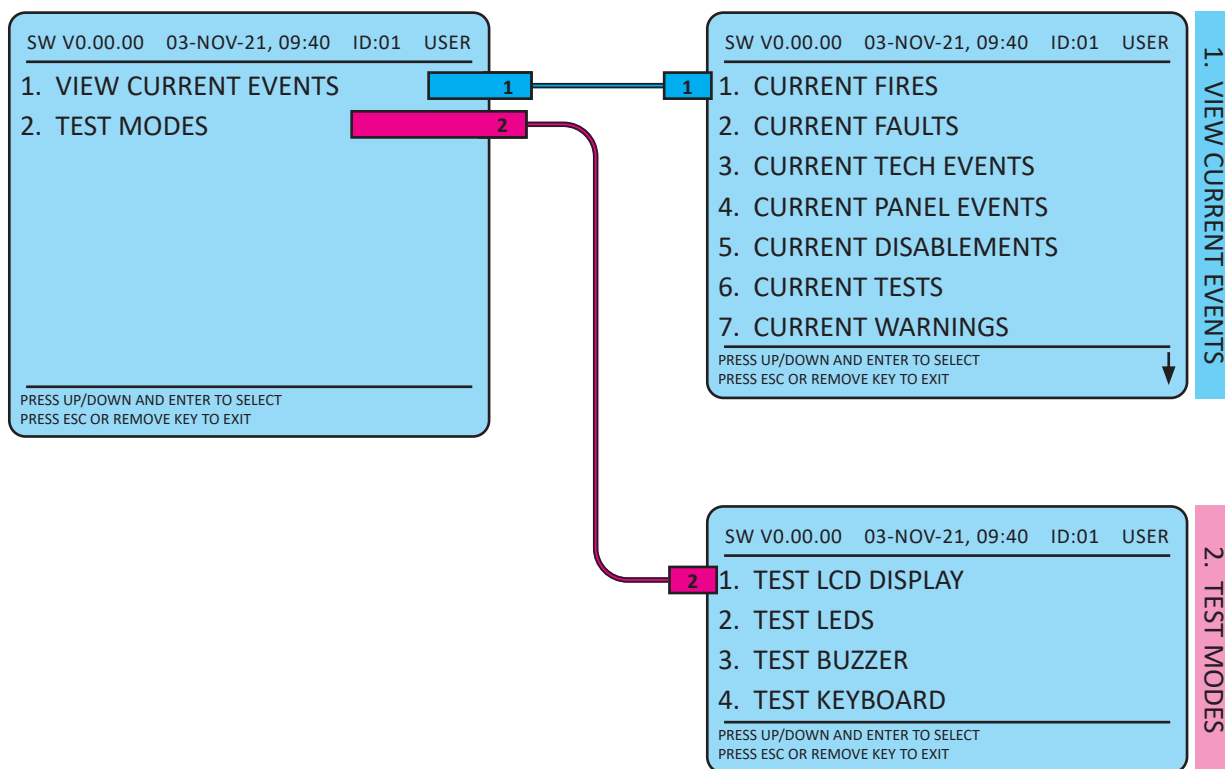 SW V0.00.00 03-NOV-21, 09:40 ID:01 USER
1. VIEW CURRENT EVENTS
1
2. TEST MODES
2
PRESS UP/DOWN AND ENTER TO SELECT
PRESS ESC OR REMOVE KEY TO EXIT
SW V0.00.00 03-NOV-21, 09:40 ID:01 USER
1
1. CURRENT FIRES
2. CURRENT FAULTS
3. CURRENT TECH EVENTS
4. CURRENT PANEL EVENTS
5. CURRENT DISABLEMENTS
6. CURRENT TESTS
7. CURRENT WARNINGS
PRESS UP/DOWN AND ENTER TO SELECT
PRESS ESC OR REMOVE KEY TO EXIT
1. VIEW CURRENT EVENTS
SW V0.00.00 03-NOV-21, 09:40 ID:01 USER
2
1. TEST LCD DISPLAY
2. TEST LEDS
3. TEST BUZZER
4. TEST KEYBOARD
PRESS UP/DOWN AND ENTER TO SELECT
PRESS ESC OR REMOVE KEY TO EXIT
2. TEST MODES